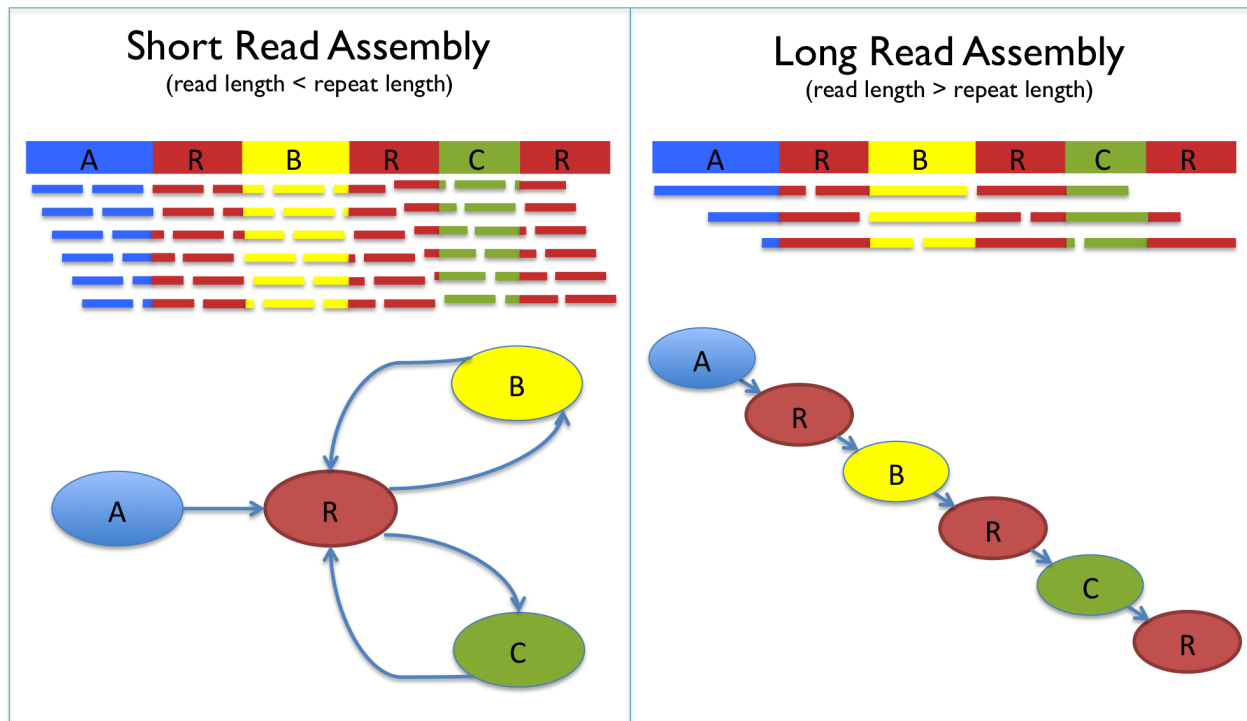 Short Read Assembly
(read length < repeat length)
A R B R C R
B
A
R
C
Long Read Assembly
(read length > repeat length)
A R B R C R
A
R
B
R
C
R